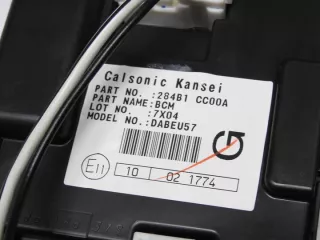 Calsonic Kansei
PART NO. :284B1 CC00A
PART NAME:BCM
LOT NO. :7X04
MODEL NO.:DABEU57
E11
10 02 1774